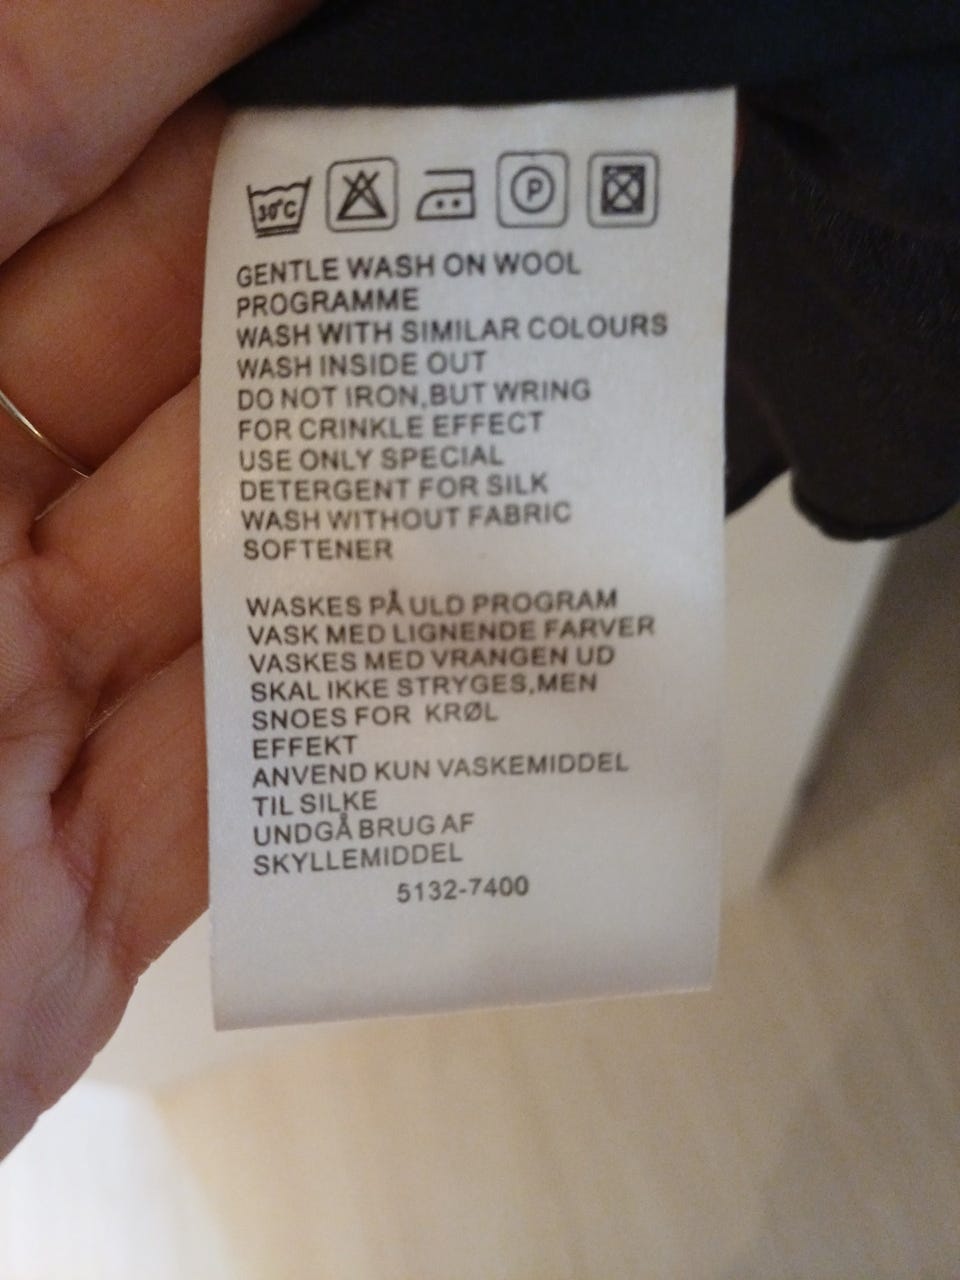 30°C P
GENTLE WASH ON WOOL
PROGRAMME
WASH WITH SIMILAR COLOURS
WASH INSIDE OUT
DO NOT IRON,BUT WRING
FOR CRINKLE EFFECT
USE ONLY SPECIAL
DETERGENT FOR SILK
WASH WITHOUT FABRIC
SOFTENER
WASKES PÅ ULD PROGRAM
VASK MED LIGNENDE FARVER
VASKES MED VRANGEN UD
SKAL IKKE STRYGES,MEN
SNOES FOR KRØL
EFFEKT
ANVEND KUN VASKEMIDDEL
TIL SILKE
UNDGÅ BRUG AF
SKYLLEMIDDEL
5132-7400